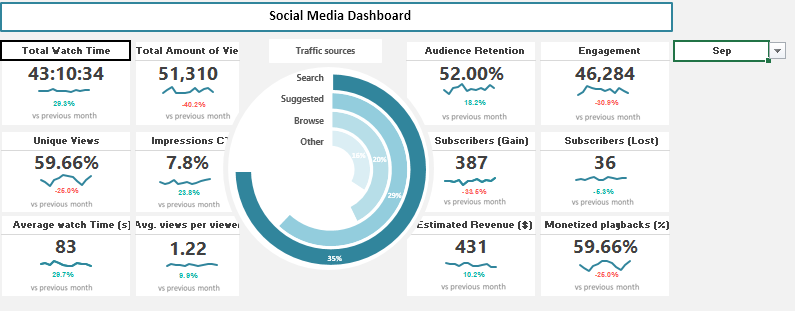 Social Media Dashboard
Total Watch Time
43:10:34
29.3%
vs previous month
Total Amount of Vie
51,310
-40.2%
vs previous month
Traffic sources
Search
Suggested
Browse
Other
16%
20%
29%
35%
Audience Retention
52.00%
18.2%
vs previous month
Engagement
46,284
-30.9%
vs previous month
Sep
Unique Views
59.66%
-25.0%
vs previous month
Impressions CT
7.8%
23.8%
vs previous month
Subscribers (Gain)
387
-33.5%
vs previous month
Subscribers (Lost)
36
-5.3%
vs previous month
Average watch Time (s)
83
29.7%
vs previous month
Avg. views per viewer
1.22
9.9%
vs previous month
Estimated Revenue ($)
431
10.2%
vs previous month
Monetized playbacks (%)
59.66%
-25.0%
vs previous month